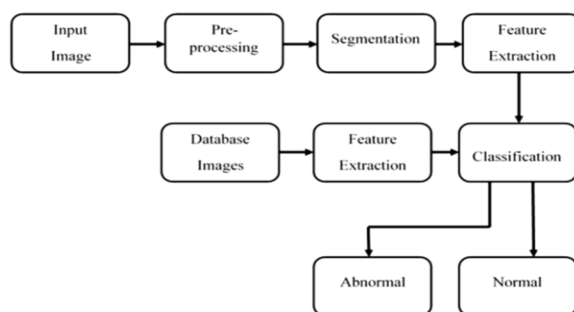 Input
Image
Pre-
processing
Segmentation
Feature
Extraction
Database
Images
Feature
Extraction
Classification
Abnormal
Normal